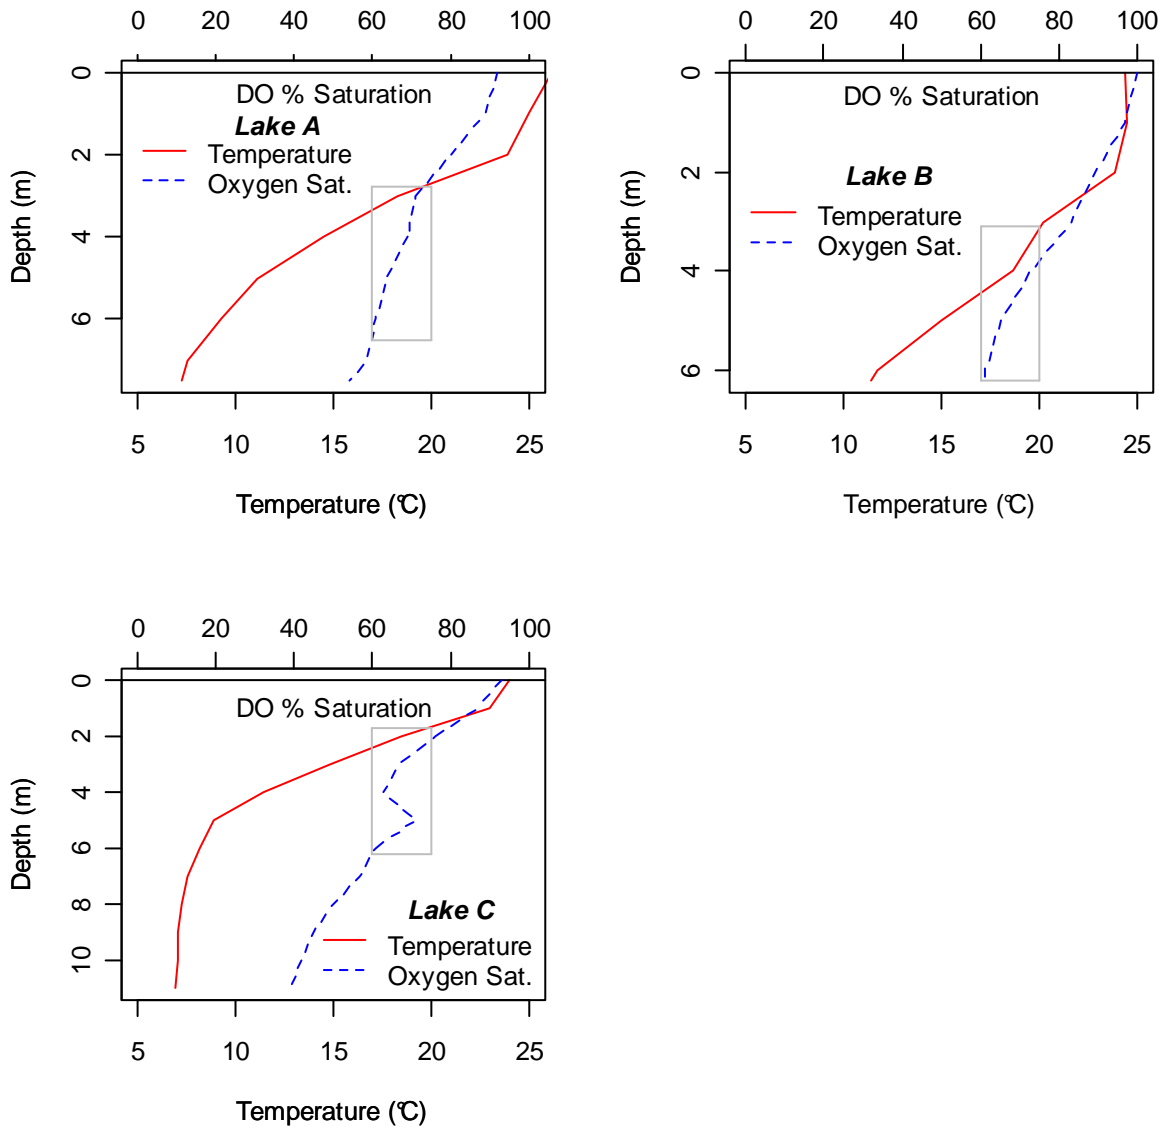 0 20 40 60 80 100
DO % Saturation
Lake A
Temperature
Oxygen Sat.
Depth (m)
0
2
4
6
5 10 15 20 25
Temperature (°C)
0 20 40 60 80 100
DO % Saturation
Lake B
Temperature
Oxygen Sat.
Depth (m)
0
2
4
6
5 10 15 20 25
Temperature (°C)
0 20 40 60 80 100
DO % Saturation
Depth (m)
0
2
4
6
8
10
Lake C
Temperature
Oxygen Sat.
5 10 15 20 25
Temperature (°C)